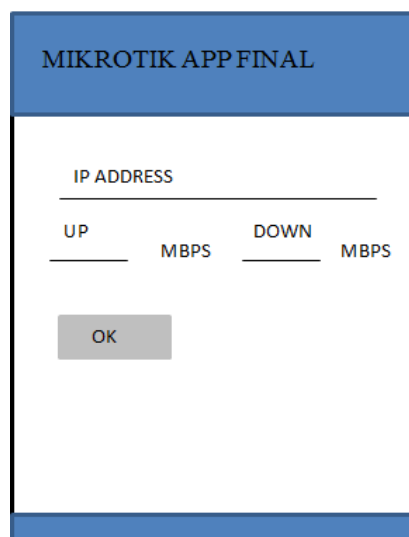 MIKROTIK APP FINAL
IP ADDRESS
UP DOWN
MBPS MBPS
OK